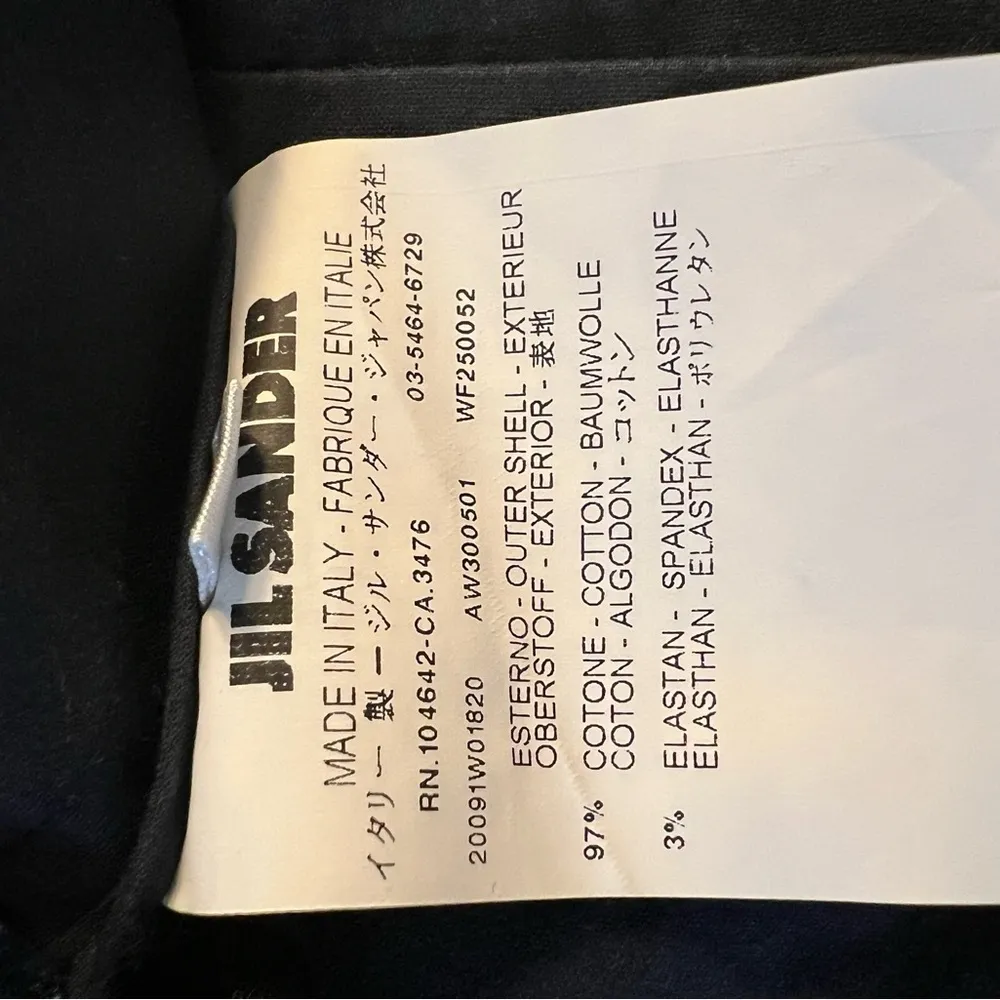 JIL SANDER
MADE IN ITALY - FABRIQUE EN ITALIE
イタリー 製 ー ジル・サンダー・ジャパン株式会社
RN.104642-CA.3476 03-5464-6729
20091W01820 AW300501 WF250052
ESTERNO - OUTER SHELL - EXTERIEUR
OBERSTOFF - EXTERIOR - 表地
97% COTONE - COTTON - BAUMWOLLE
COTON - ALGODON - コットン
3% ELASTAN - SPANDEX - ELASTHANNE
ELASTHAN - ELASTHAN - ポリウレタン